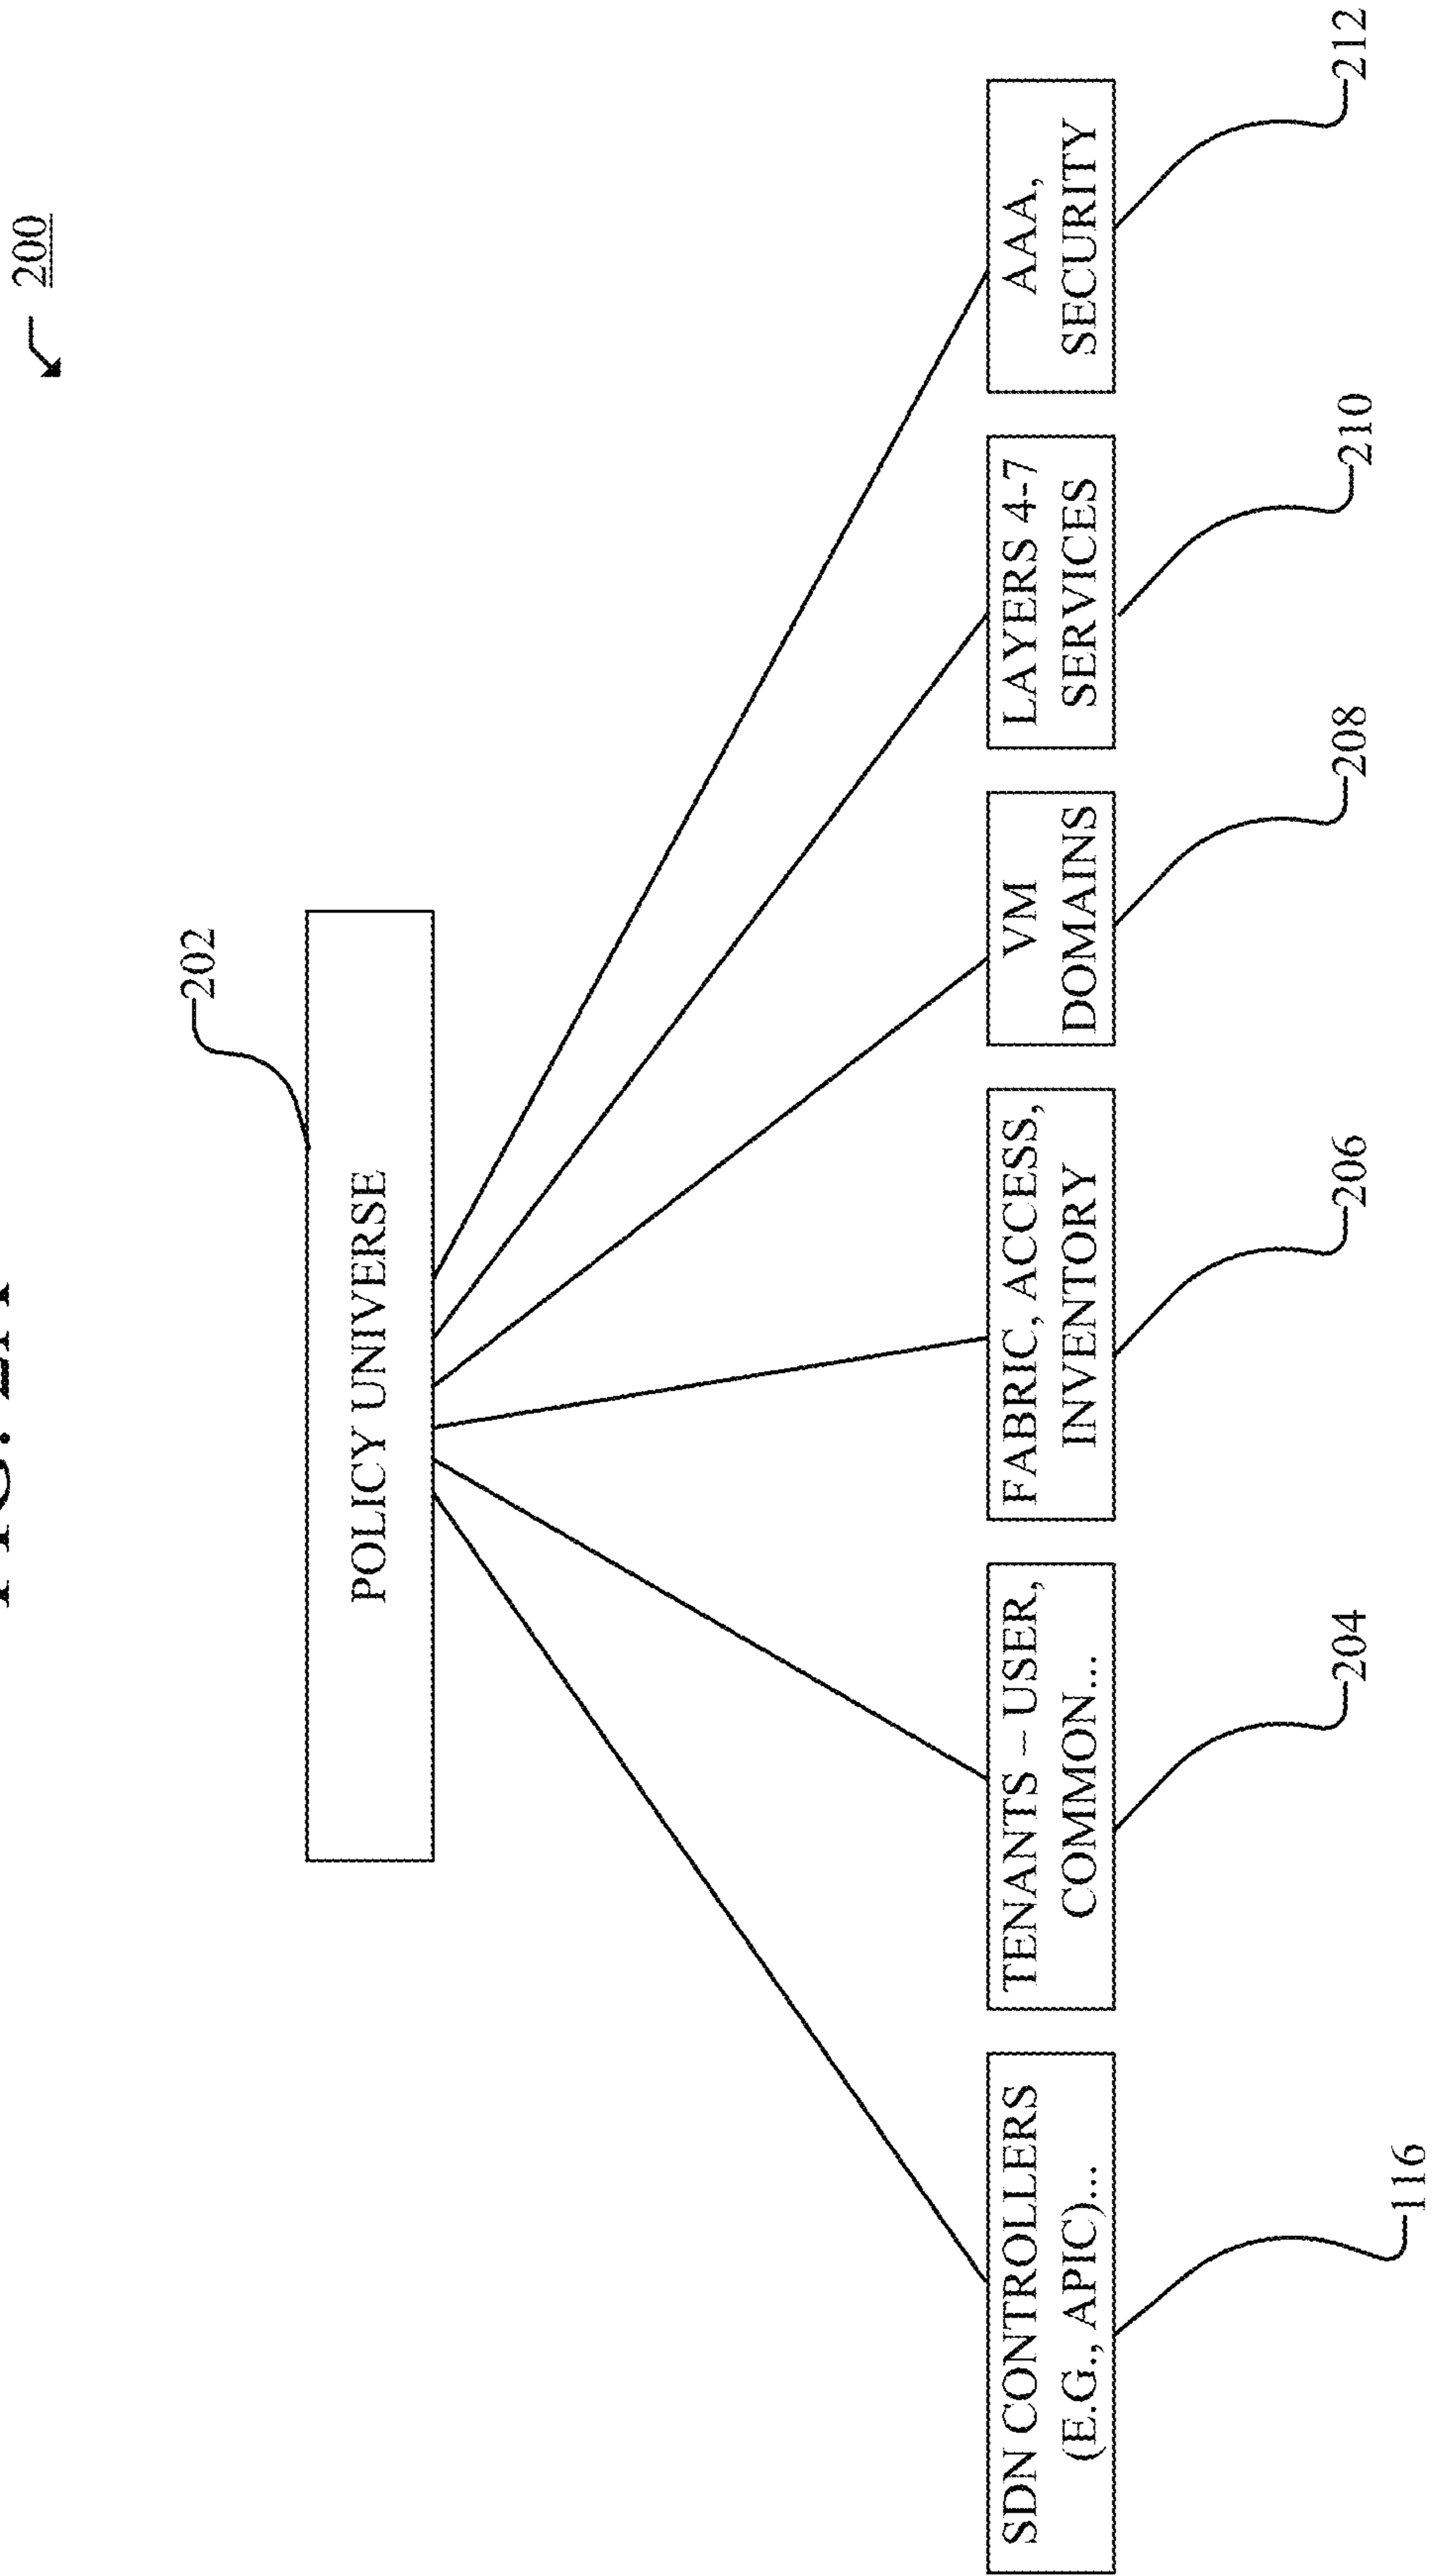 200
202
POLICY UNIVERSE
SDN CONTROLLERS
(E.G., APIC)...
TENANTS – USER,
COMMON...
FABRIC, ACCESS,
INVENTORY
VM
DOMAINS
LAYERS 4-7
SERVICES
AAA,
SECURITY
116
204
206
208
210
212